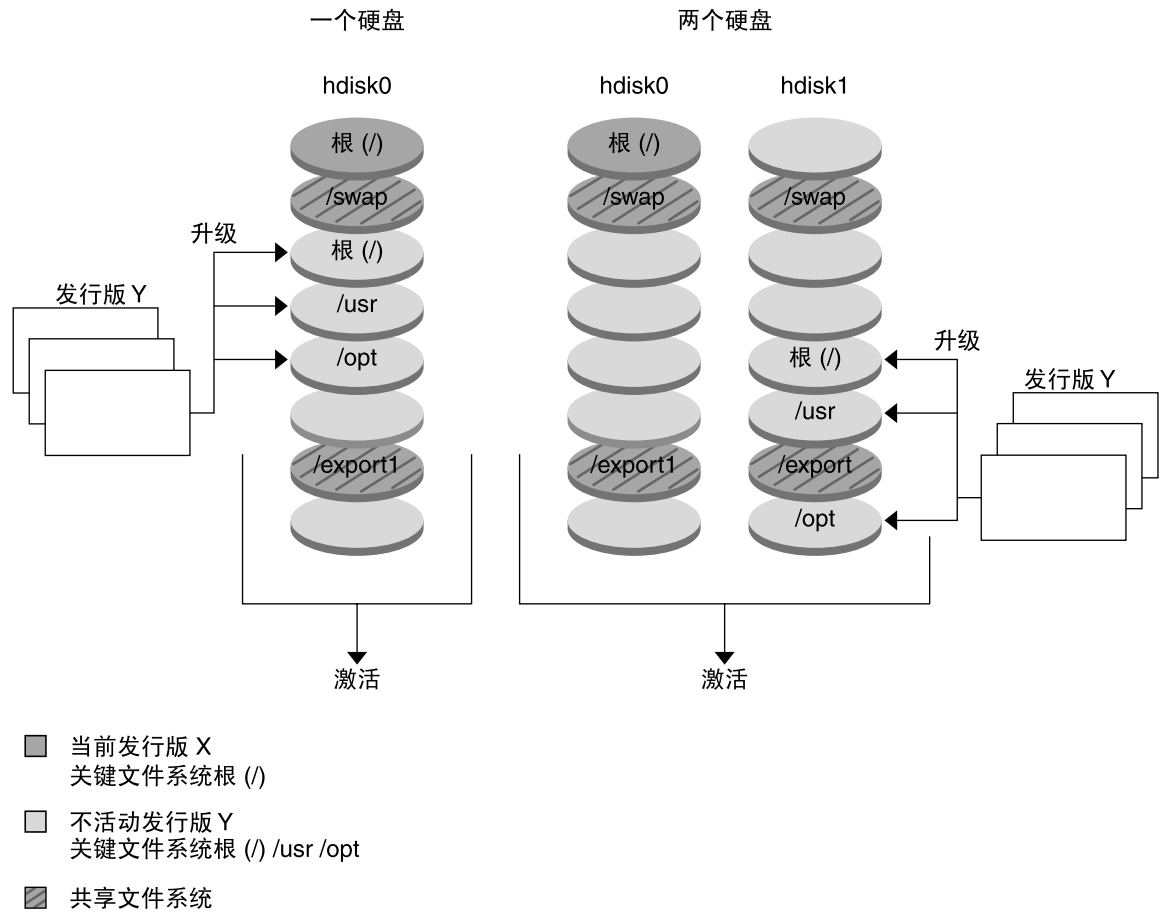 一个硬盘
两个硬盘
hdisk0
hdisk0
hdisk1
根 (/)
/swap
根 (/)
/usr
/opt
/export1
升级
发行版 Y
根 (/)
/swap
/export1
/swap
根 (/)
/usr
/export
/opt
升级
发行版 Y
激活
激活
当前发行版 X
关键文件系统根 (/)
不活动发行版 Y
关键文件系统根 (/) /usr /opt
共享文件系统